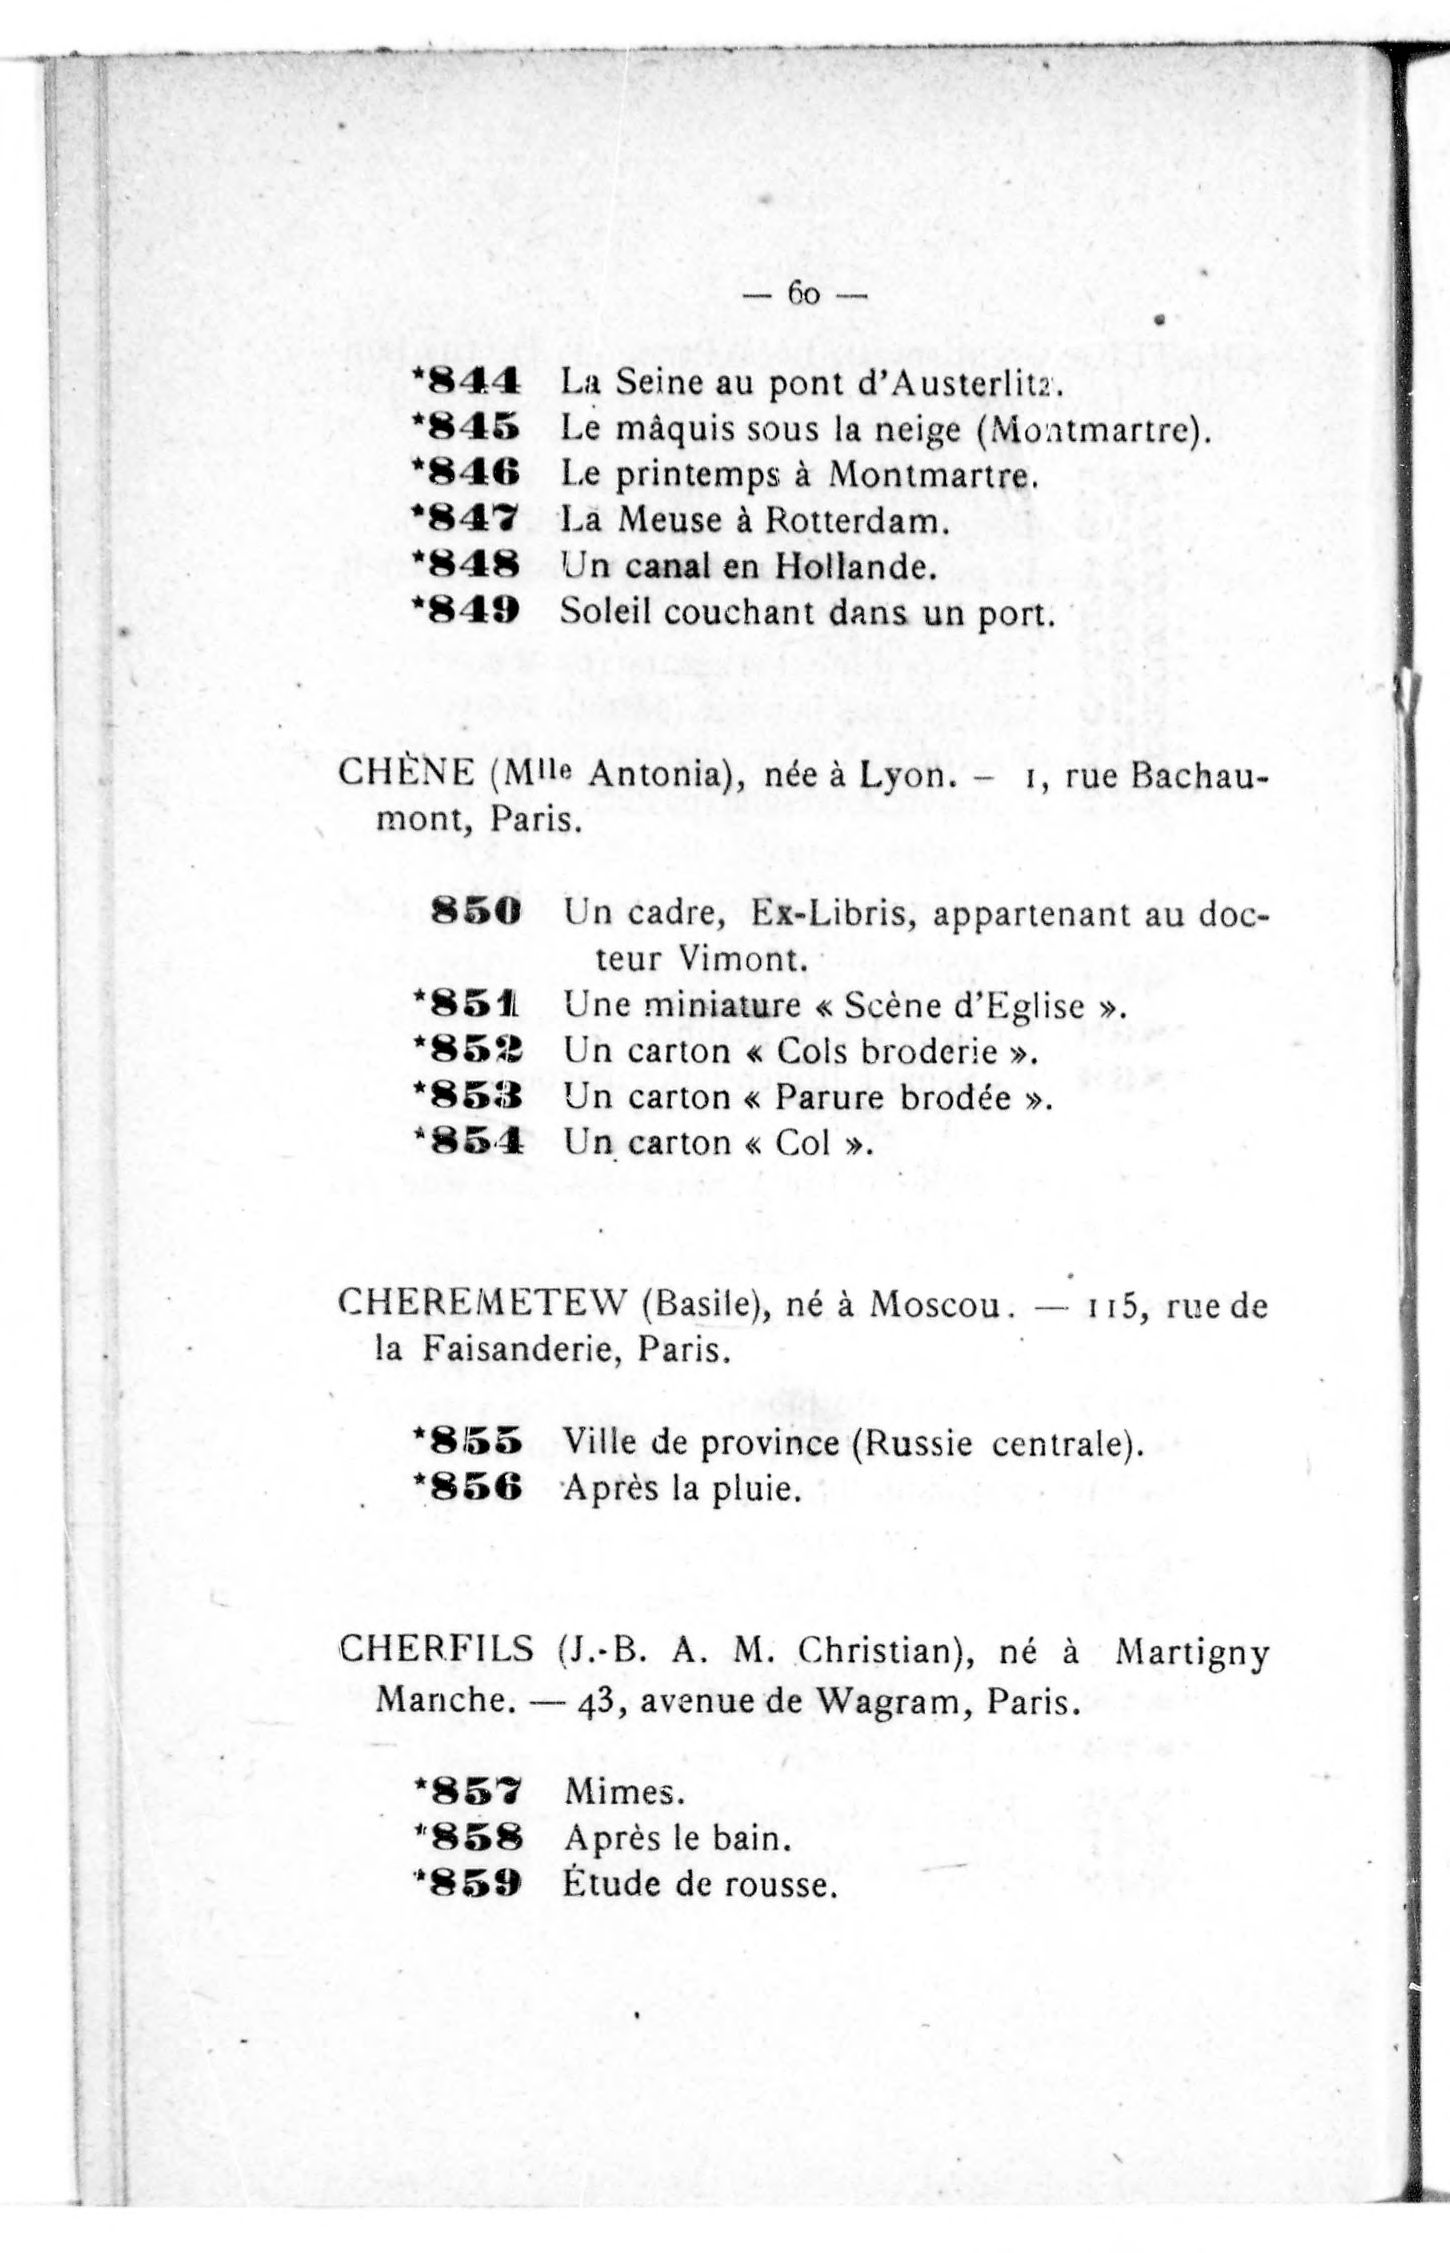 — 60 —
*844 La Seine au pont d'Austerlitz.
*845 Le mâquis sous la neige (Montmartre).
*846 Le printemps à Montmartre.
*847 La Meuse à Rotterdam.
*848 Un canal en Hollande.
*849 Soleil couchant dans un port.
CHÈNE (Mlle Antonia), née à Lyon. — 1, rue Bachau-
mont, Paris.
850 Un cadre, Ex-Libris, appartenant au doc-
teur Vimont.
*851 Une miniature « Scène d'Eglise ».
*852 Un carton « Cols broderie ».
*853 Un carton « Parure brodée ».
*854 Un carton « Col ».
CHEREMETEW (Basile), né à Moscou. — 115, rue de
la Faisanderie, Paris.
*855 Ville de province (Russie centrale).
*856 Après la pluie.
CHERFILS (J.-B. A. M. Christian), né à Martigny
Manche. — 43, avenue de Wagram, Paris.
*857 Mimes.
*858 Après le bain.
*859 Étude de rousse.